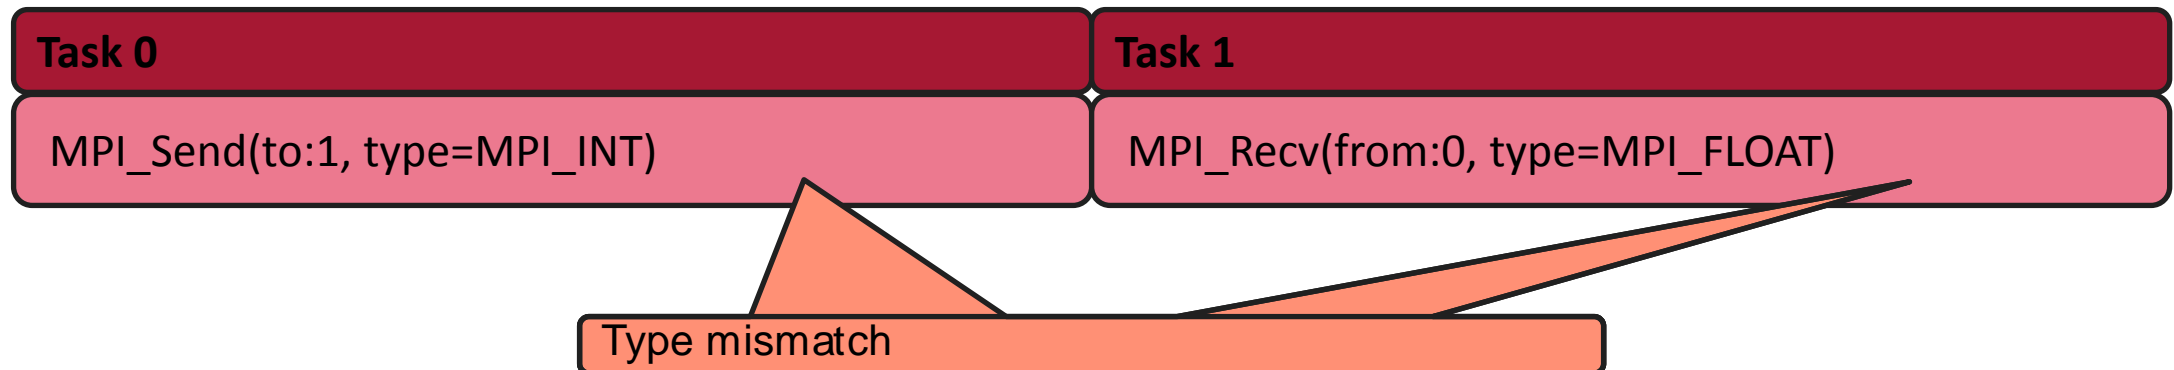 Task 0
Task 1
MPI_Send(to:1, type=MPI_INT)
MPI_Recv(from:0, type=MPI_FLOAT)
Type mismatch